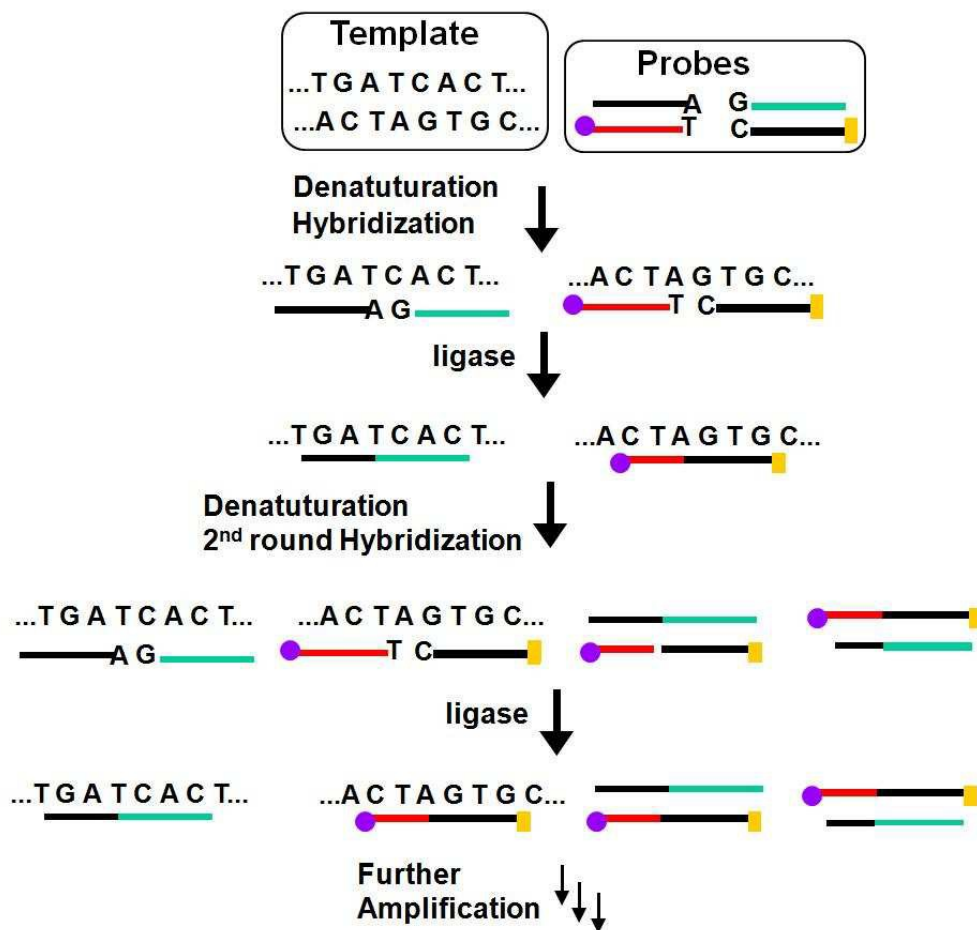 Template
...T G A T C A C T...
...A C T A G T G C...
Probes
A G
T C
Denatuturation
Hybridization
...T G A T C A C T...
A G
...A C T A G T G C...
T C
ligase
...T G A T C A C T...
...A C T A G T G C...
Denatuturation
2nd round Hybridization
...T G A T C A C T...
A G
...A C T A G T G C...
T C
ligase
...T G A T C A C T...
...A C T A G T G C...
Further
Amplification